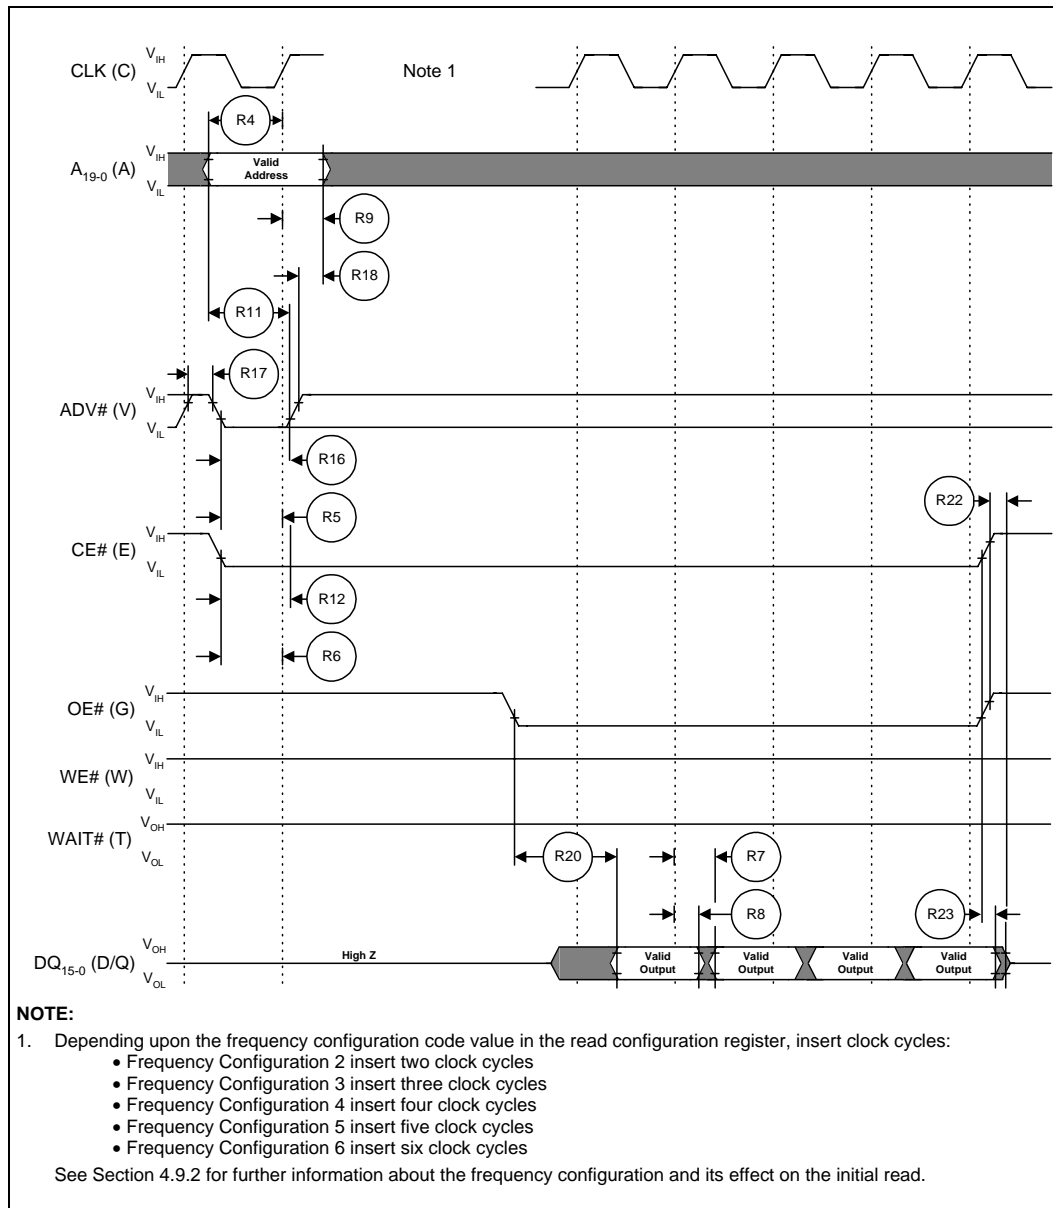 V_IH
CLK (C)
Note 1
V_IL
R4
V_IH
A_19-0 (A)
Valid
Address
V_IL
R9
R18
R11
R17
V_IH
ADV# (V)
V_IL
R16
R22
R5
V_IH
CE# (E)
V_IL
R12
R6
V_IH
OE# (G)
V_IL
V_IH
WE# (W)
V_IL
V_OH
WAIT# (T)
V_OL
R20
R7
R8
R23
V_OH
DQ_15-0 (D/Q)
V_OL
High Z
Valid
Output
Valid
Output
Valid
Output
Valid
Output
NOTE:
1. Depending upon the frequency configuration code value in the read configuration register, insert clock cycles:
• Frequency Configuration 2 insert two clock cycles
• Frequency Configuration 3 insert three clock cycles
• Frequency Configuration 4 insert four clock cycles
• Frequency Configuration 5 insert five clock cycles
• Frequency Configuration 6 insert six clock cycles
See Section 4.9.2 for further information about the frequency configuration and its effect on the initial read.